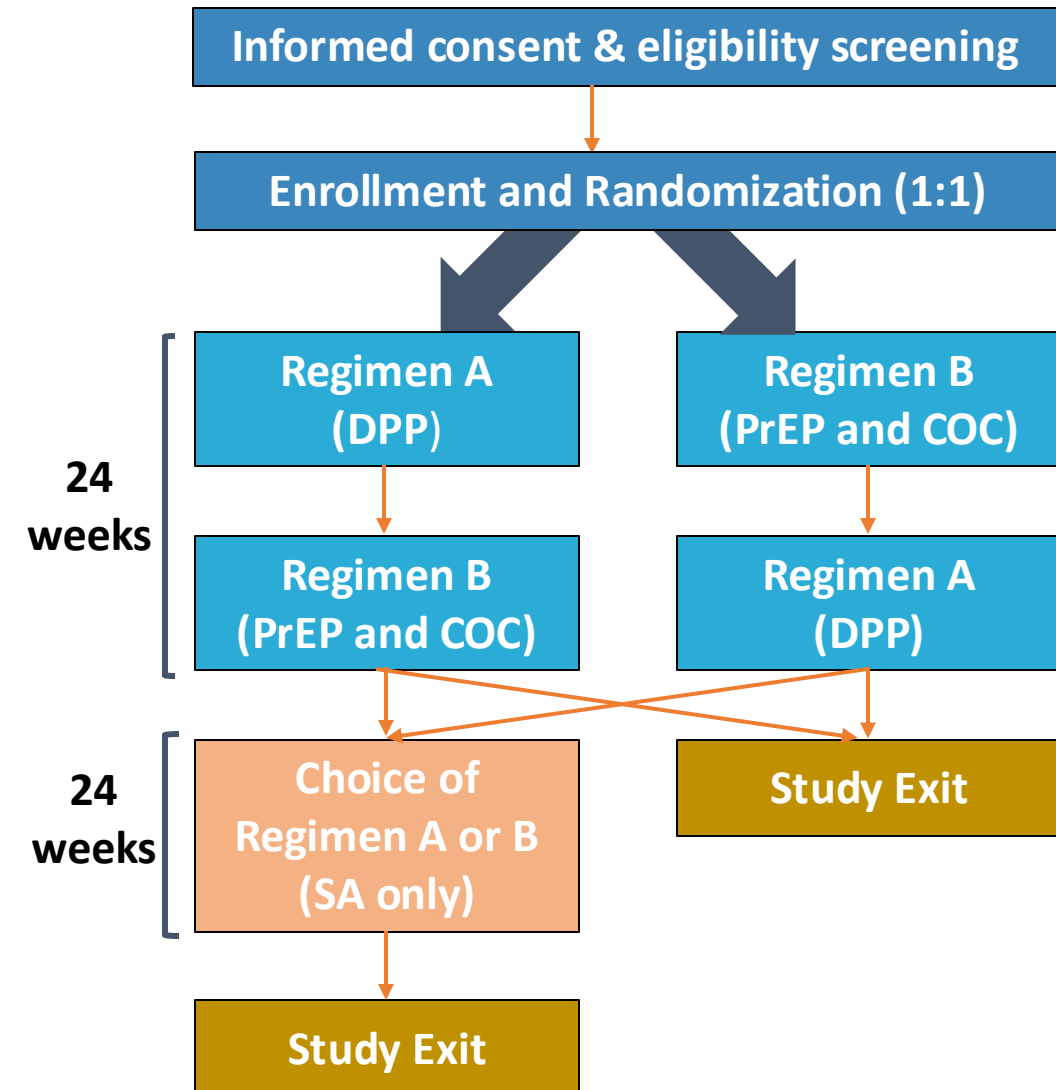 Informed consent & eligibility screening
Enrollment and Randomization (1:1)
24
weeks
Regimen A
(DPP)
Regimen B
(PrEP and COC)
Regimen B
(PrEP and COC)
Regimen A
(DPP)
24
weeks
Choice of
Regimen A or B
(SA only)
Study Exit
Study Exit